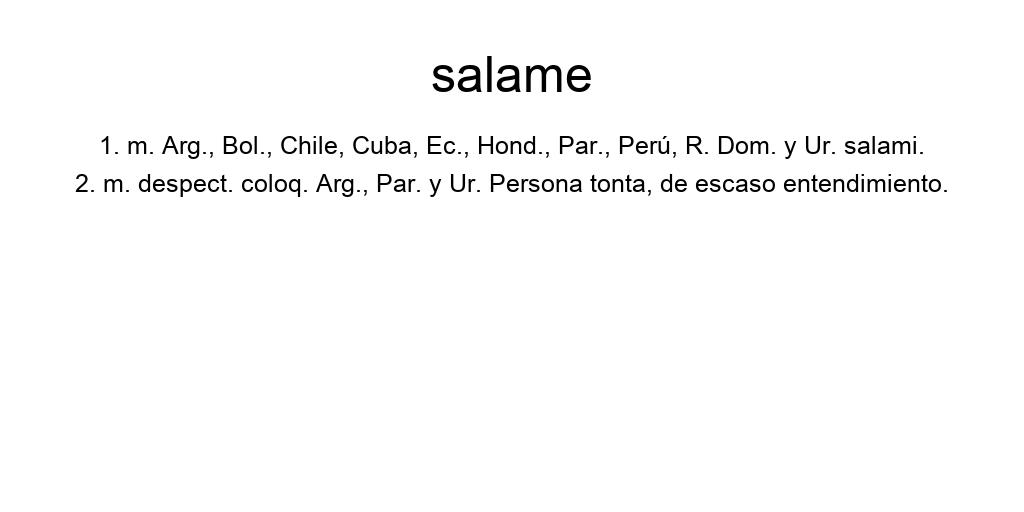 salame
1. m. Arg., Bol., Chile, Cuba, Ec., Hond., Par., Perú, R. Dom. y Ur. salami.
2. m. despect. coloq. Arg., Par. y Ur. Persona tonta, de escaso entendimiento.